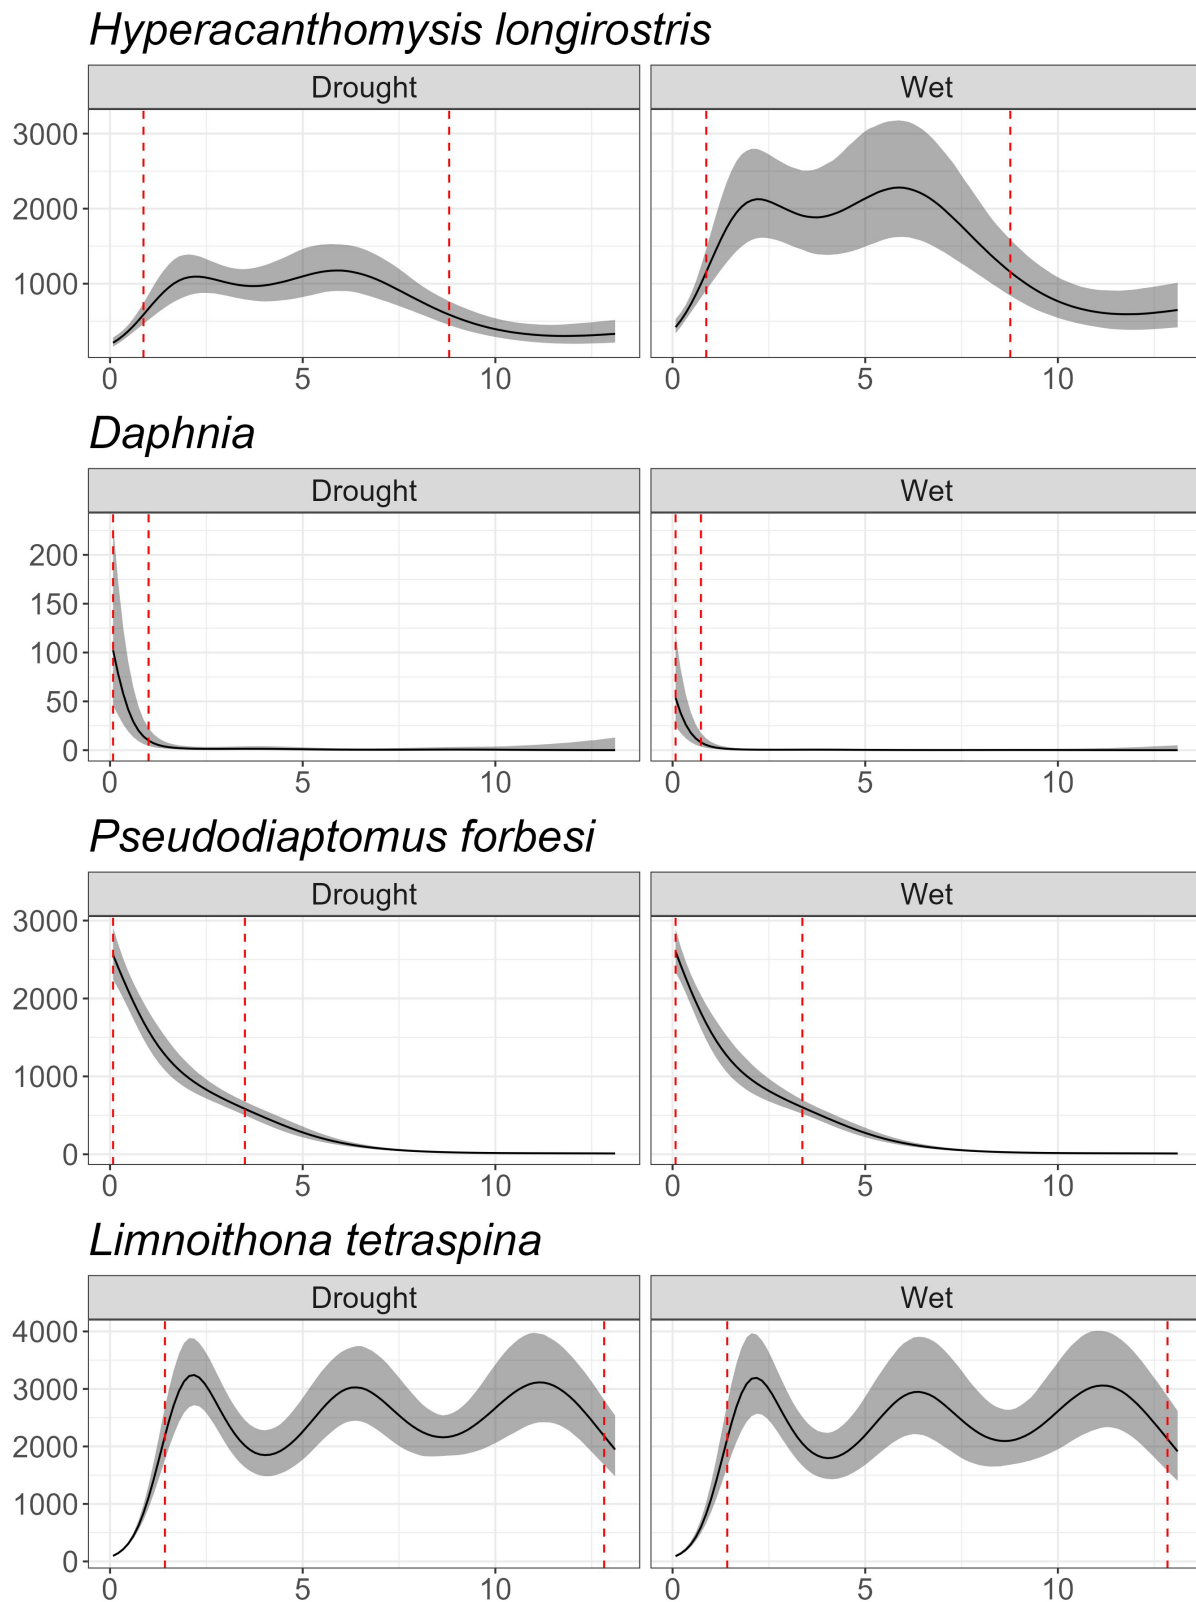 Hyperacanthomysis longirostris
Drought Wet
3000
2000
1000
0 5 10 0 5 10
Daphnia
Drought Wet
200
150
100
50
0
0 5 10 0 5 10
Pseudodiaptomus forbesi
Drought Wet
3000
2000
1000
0
0 5 10 0 5 10
Limnoithona tetraspina
Drought Wet
4000
3000
2000
1000
0
0 5 10 0 5 10